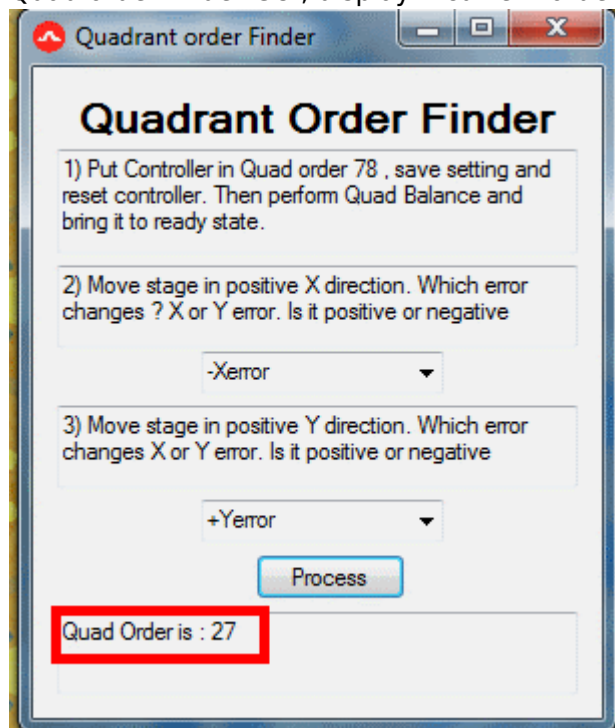 Quadrant order Finder
Quadrant Order Finder
1) Put Controller in Quad order 78 , save setting and
reset controller. Then perform Quad Balance and
bring it to ready state.
2) Move stage in positive X direction. Which error
changes ? X or Y error. Is it positive or negative
-Xerror
3) Move stage in positive Y direction. Which error
changes X or Y error. Is it positive or negative
+Yerror
Process
Quad Order is : 27